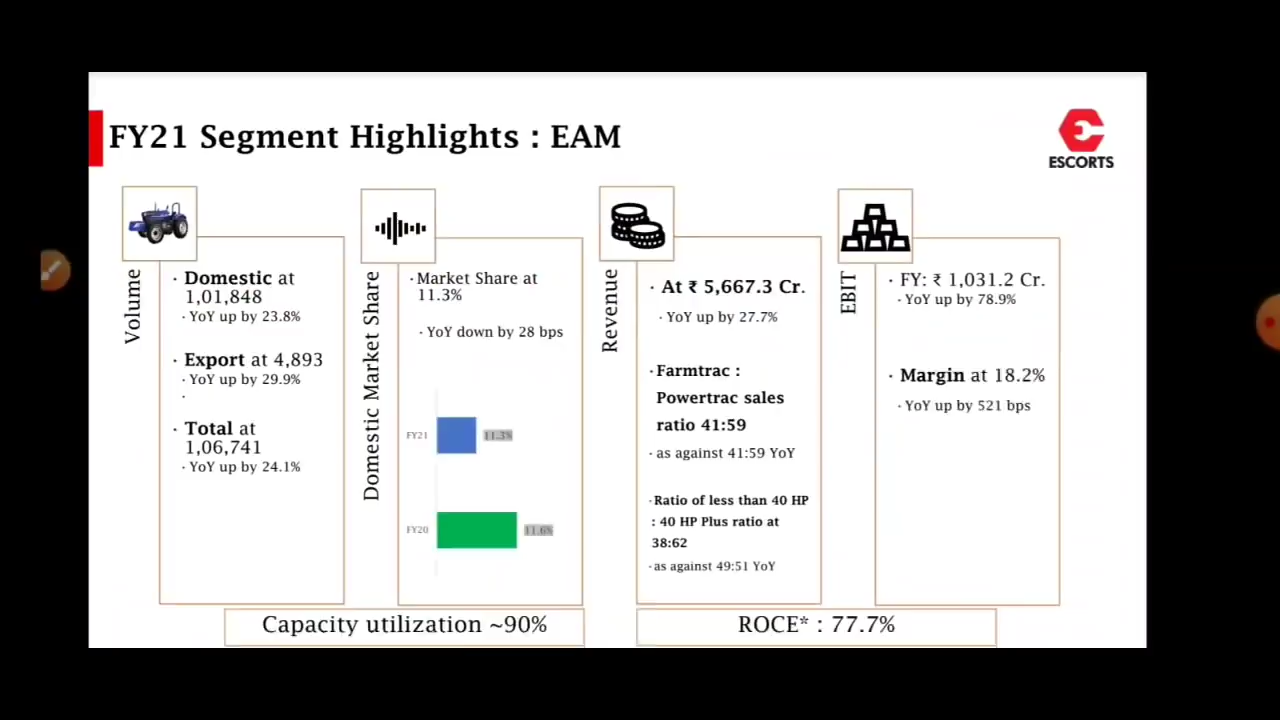 FY21 Segment Highlights : EAM
ESCORTS
Volume
· Domestic at
1,01,848
· YoY up by 23.8%
· Export at 4,893
· YoY up by 29.9%
·
· Total at
1,06,741
· YoY up by 24.1%
Domestic Market Share
· Market Share at
11.3%
· YoY down by 28 bps
FY21
11.3%
FY20
11.6%
Revenue
· At ₹ 5,667.3 Cr.
· YoY up by 27.7%
· Farmtrac :
Powertrac sales
ratio 41:59
· as against 41:59 YoY
· Ratio of less than 40 HP
: 40 HP Plus ratio at
38:62
· as against 49:51 YoY
EBIT
· FY: ₹ 1,031.2 Cr.
· YoY up by 78.9%
· Margin at 18.2%
· YoY up by 521 bps
Capacity utilization ~90%
ROCE* : 77.7%